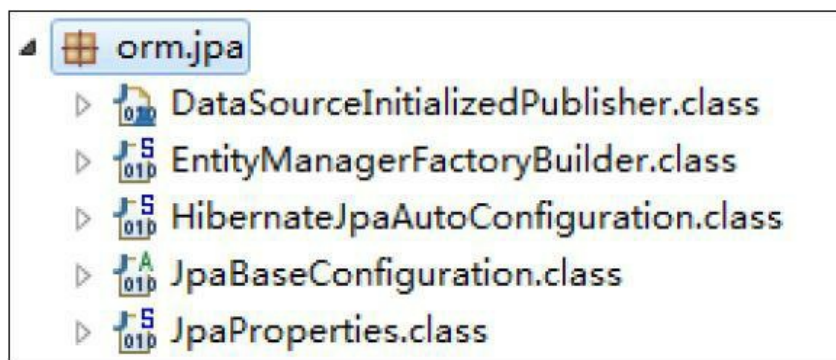 orm.jpa
DataSourceInitializedPublisher.class
EntityManagerFactoryBuilder.class
HibernateJpaAutoConfiguration.class
JpaBaseConfiguration.class
JpaProperties.class